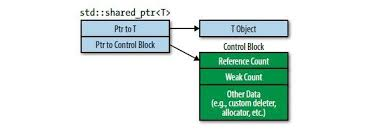 std::shared_ptr<T>
Ptr to T
T Object
Ptr to Control Block
Control Block
Reference Count
Weak Count
Other Data
(e.g., custom deleter,
allocator, etc.)